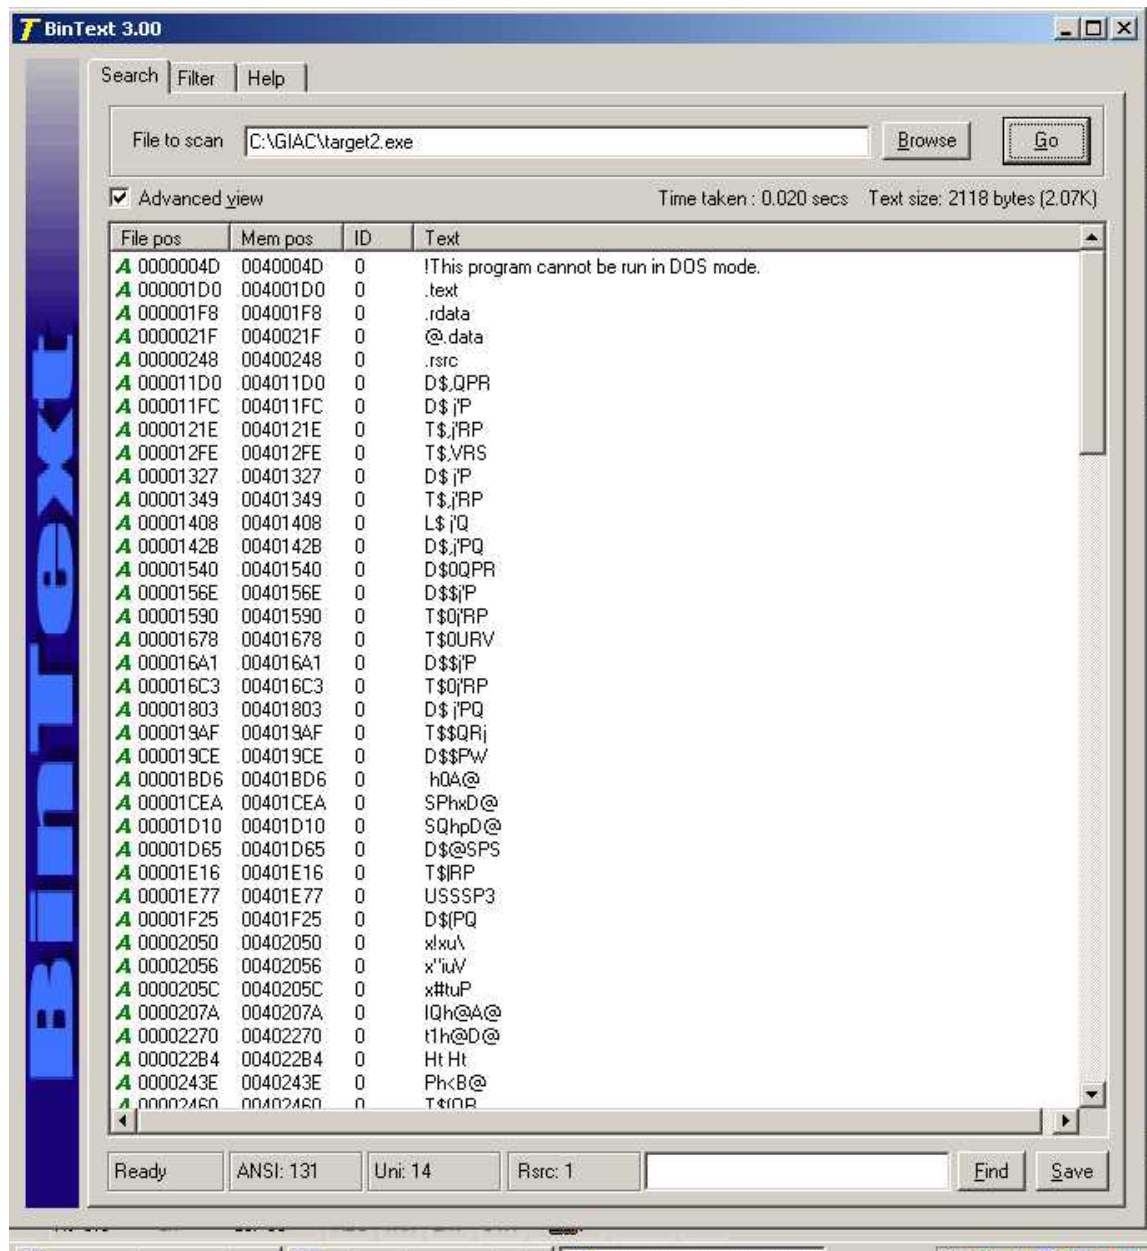 BinText 3.00
Search Filter Help
File to scan C:\GIAC\target2.exe Browse Go
Advanced view Time taken : 0.020 secs Text size: 2118 bytes (2.07K)
File pos Mem pos ID Text
A 0000004D 0040004D 0 !This program cannot be run in DOS mode.
A 000001D0 004001D0 0 .text
A 000001F8 004001F8 0 .rdata
A 0000021F 0040021F 0 @.data
A 00000248 00400248 0 .rsrc
A 000011D0 004011D0 0 D$,QPR
A 000011FC 004011FC 0 D$ j'P
A 0000121E 0040121E 0 T$,j'RP
A 000012FE 004012FE 0 T$,VRS
A 00001327 00401327 0 D$ j'P
A 00001349 00401349 0 T$,j'RP
A 00001408 00401408 0 L$ j'Q
A 0000142B 0040142B 0 D$,j'PQ
A 00001540 00401540 0 D$0QPR
A 0000156E 0040156E 0 D$$j'P
A 00001590 00401590 0 T$0j'RP
A 00001678 00401678 0 T$0URV
A 000016A1 004016A1 0 D$$j'P
A 000016C3 004016C3 0 T$0j'RP
A 00001803 00401803 0 D$ j'PQ
A 000019AF 004019AF 0 T$$QRj
A 000019CE 004019CE 0 D$$PW
A 00001BD6 00401BD6 0 h0A@
A 00001CEA 00401CEA 0 SPhxD@
A 00001D10 00401D10 0 SQhpD@
A 00001D65 00401D65 0 D$@SPS
A 00001E16 00401E16 0 T$|RP
A 00001E77 00401E77 0 USSSP3
A 00001F25 00401F25 0 D$(PQ
A 00002050 00402050 0 x!xu\
A 00002056 00402056 0 x"iuV
A 0000205C 0040205C 0 x#tuP
A 0000207A 0040207A 0 IQh@A@
A 00002270 00402270 0 t1h@D@
A 000022B4 004022B4 0 Ht Ht
A 0000243E 0040243E 0 Ph<B@
A 00002460 00402460 0 T$(QR
BinText
Ready ANSI: 131 Uni: 14 Rsrc: 1 Find Save